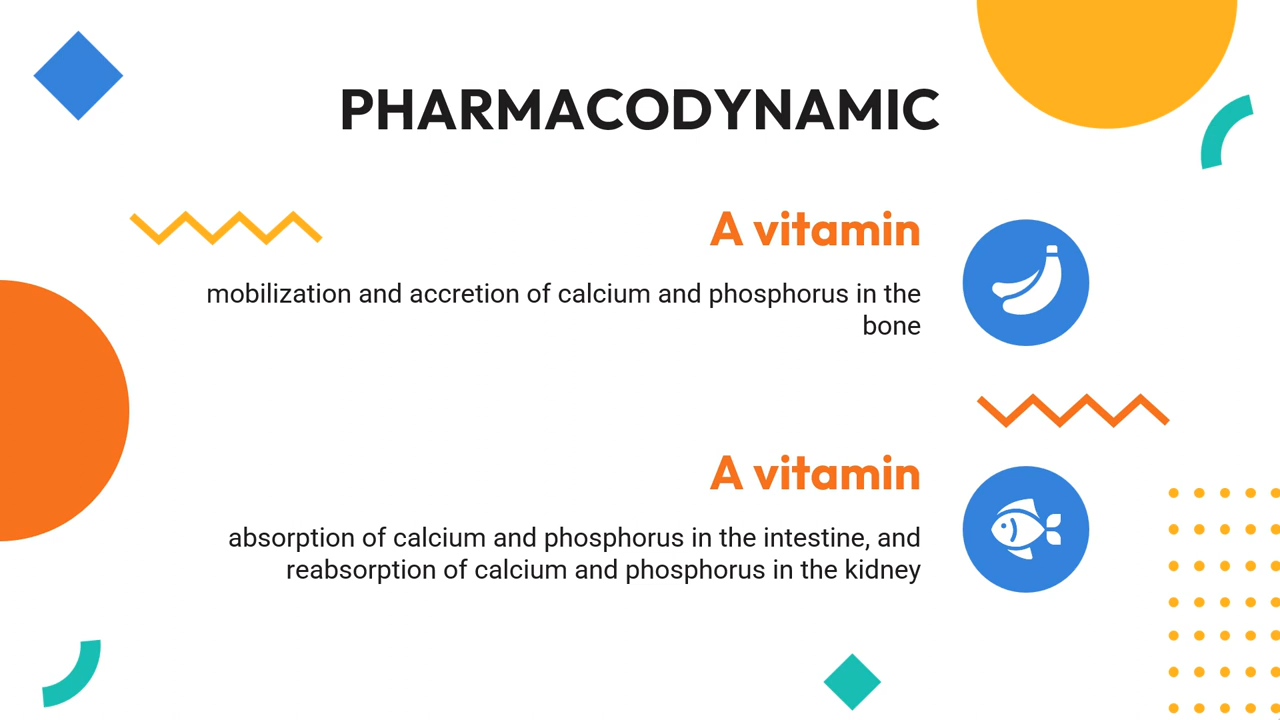 PHARMACODYNAMIC
A vitamin
mobilization and accretion of calcium and phosphorus in the
bone
A vitamin
absorption of calcium and phosphorus in the intestine, and
reabsorption of calcium and phosphorus in the kidney